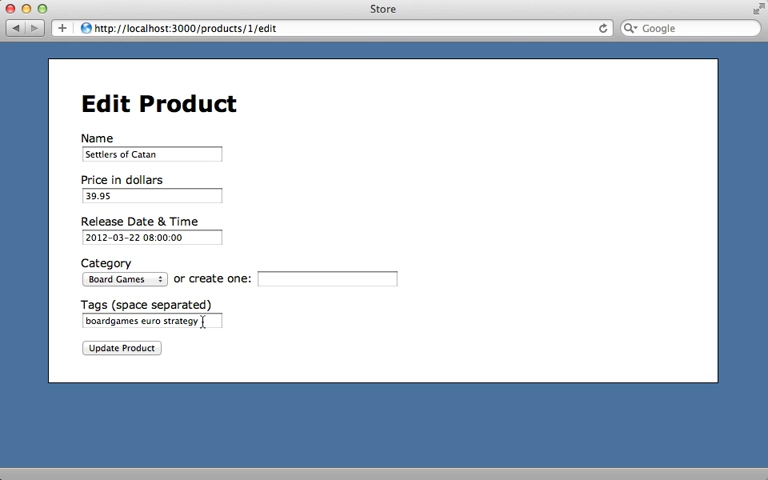 Store
http://localhost:3000/products/1/edit
Google
Edit Product
Name
Settlers of Catan
Price in dollars
39.95
Release Date & Time
2012-03-22 08:00:00
Category
Board Games or create one:
Tags (space separated)
boardgames euro strategy
Update Product